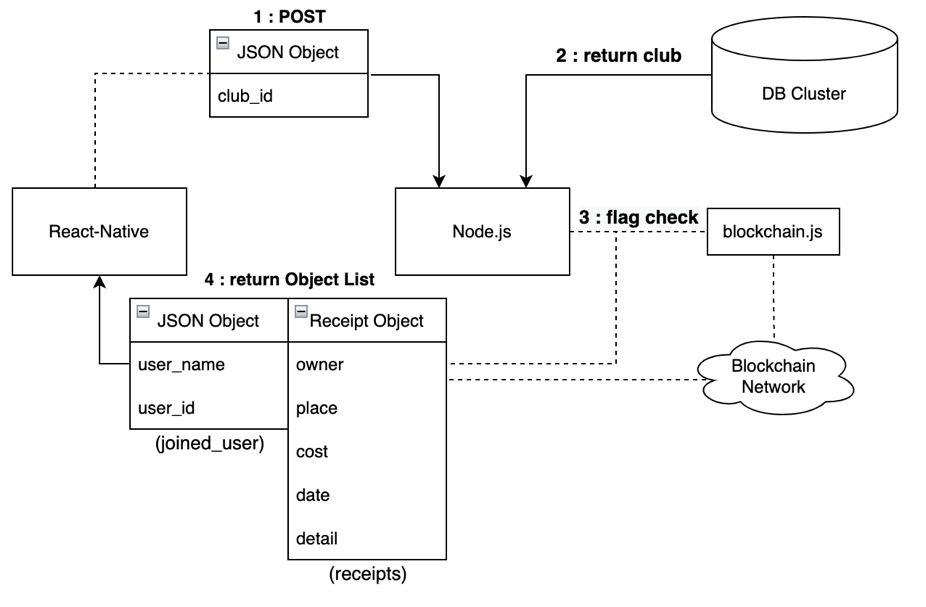 1 : POST
JSON Object
club_id
2 : return club
DB Cluster
React-Native
Node.js
3 : flag check
blockchain.js
4 : return Object List
JSON Object
user_name
user_id
(joined_user)
Receipt Object
owner
place
cost
date
detail
(receipts)
Blockchain
Network